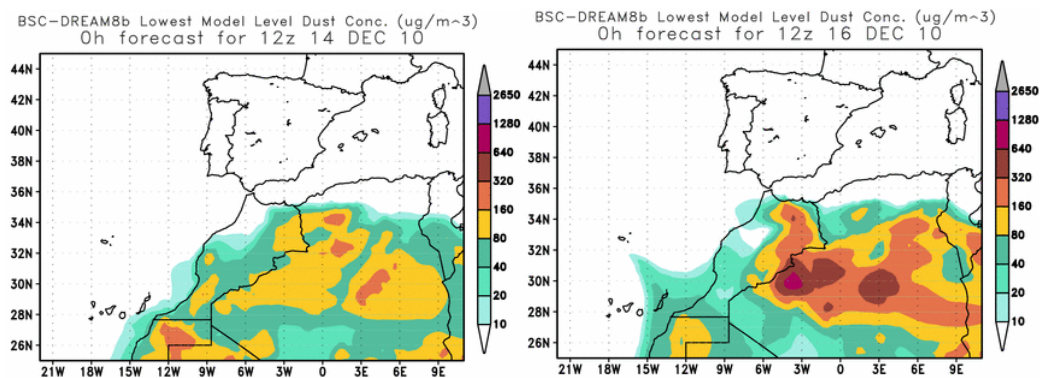 BSC-DREAM8b Lowest Model Level Dust Conc. (ug/m^3)
0h forecast for 12z 14 DEC 10
44N
42N
40N
38N
36N
34N
32N
30N
28N
26N
21W 18W 15W 12W 9W 6W 3W 0 3E 6E 9E
2650
1280
640
320
160
80
40
20
10
BSC-DREAM8b Lowest Model Level Dust Conc. (ug/m^3)
0h forecast for 12z 16 DEC 10
44N
42N
40N
38N
36N
34N
32N
30N
28N
26N
21W 18W 15W 12W 9W 6W 3W 0 3E 6E 9E
2650
1280
640
320
160
80
40
20
10